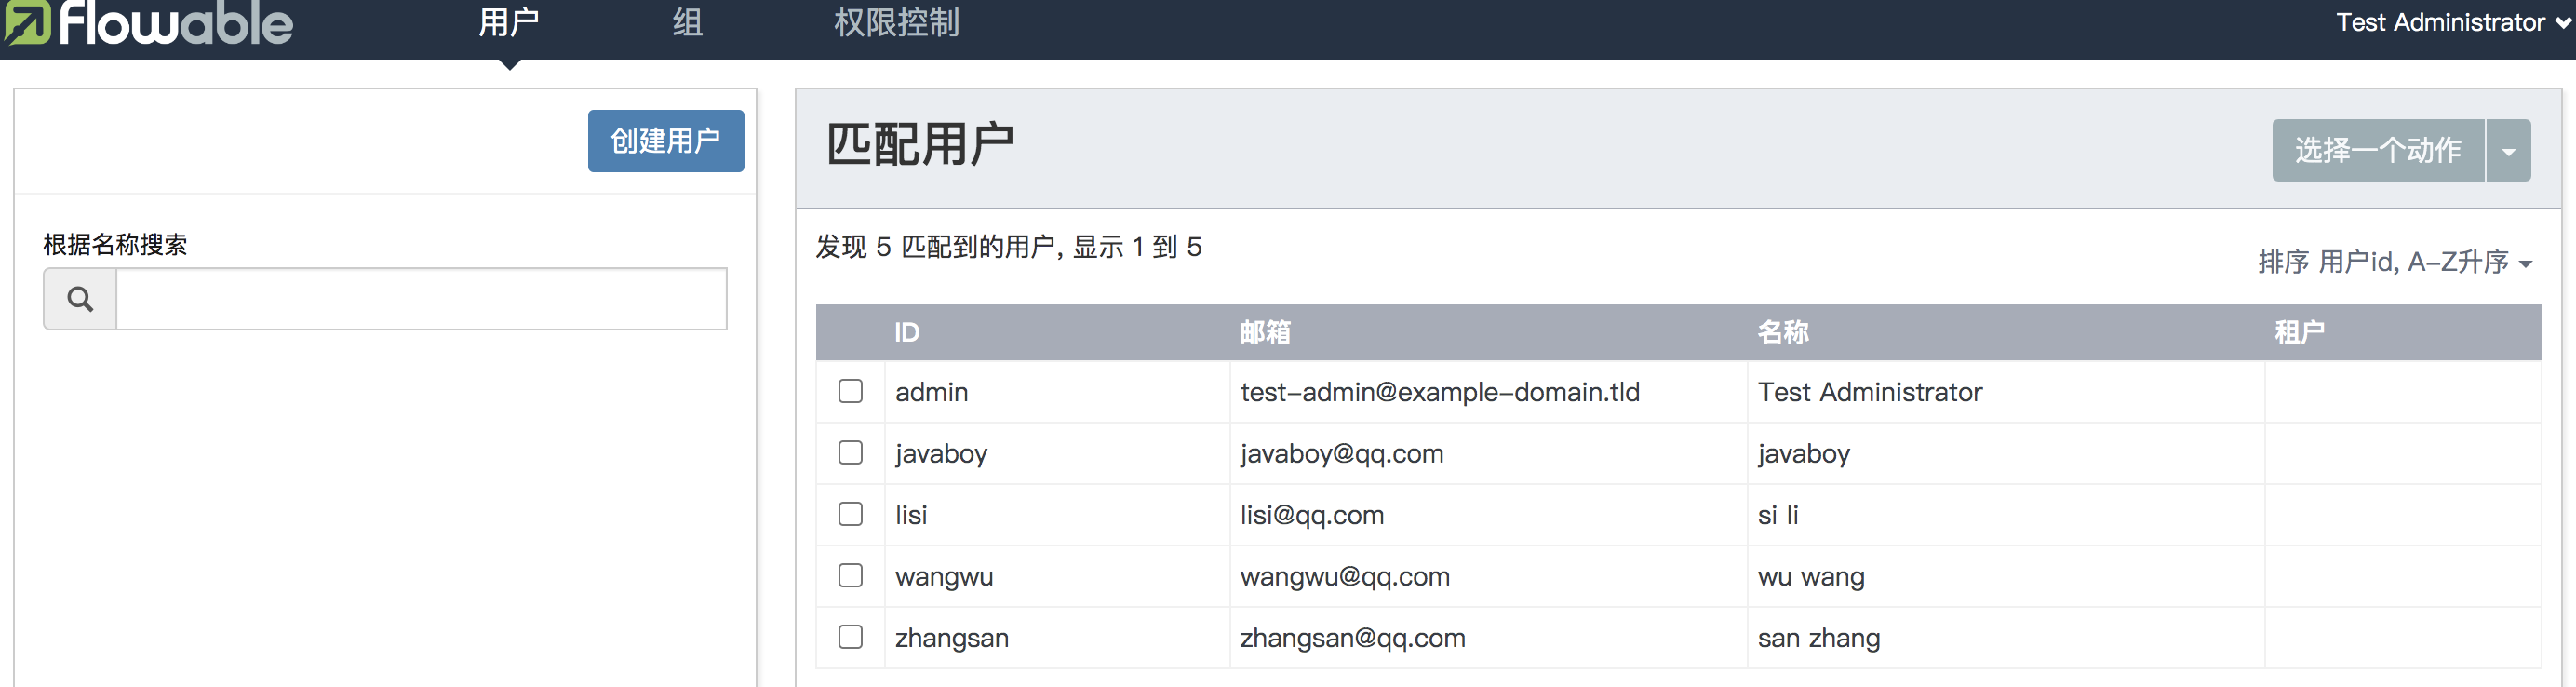 flowable 用户 组 权限控制 Test Administrator
创建用户
根据名称搜索
匹配用户 选择一个动作
发现 5 匹配到的用户, 显示 1 到 5
排序 用户id, A-Z升序
ID 邮箱 名称 租户
admin test-admin@example-domain.tld Test Administrator
javaboy javaboy@qq.com javaboy
lisi lisi@qq.com si li
wangwu wangwu@qq.com wu wang
zhangsan zhangsan@qq.com san zhang